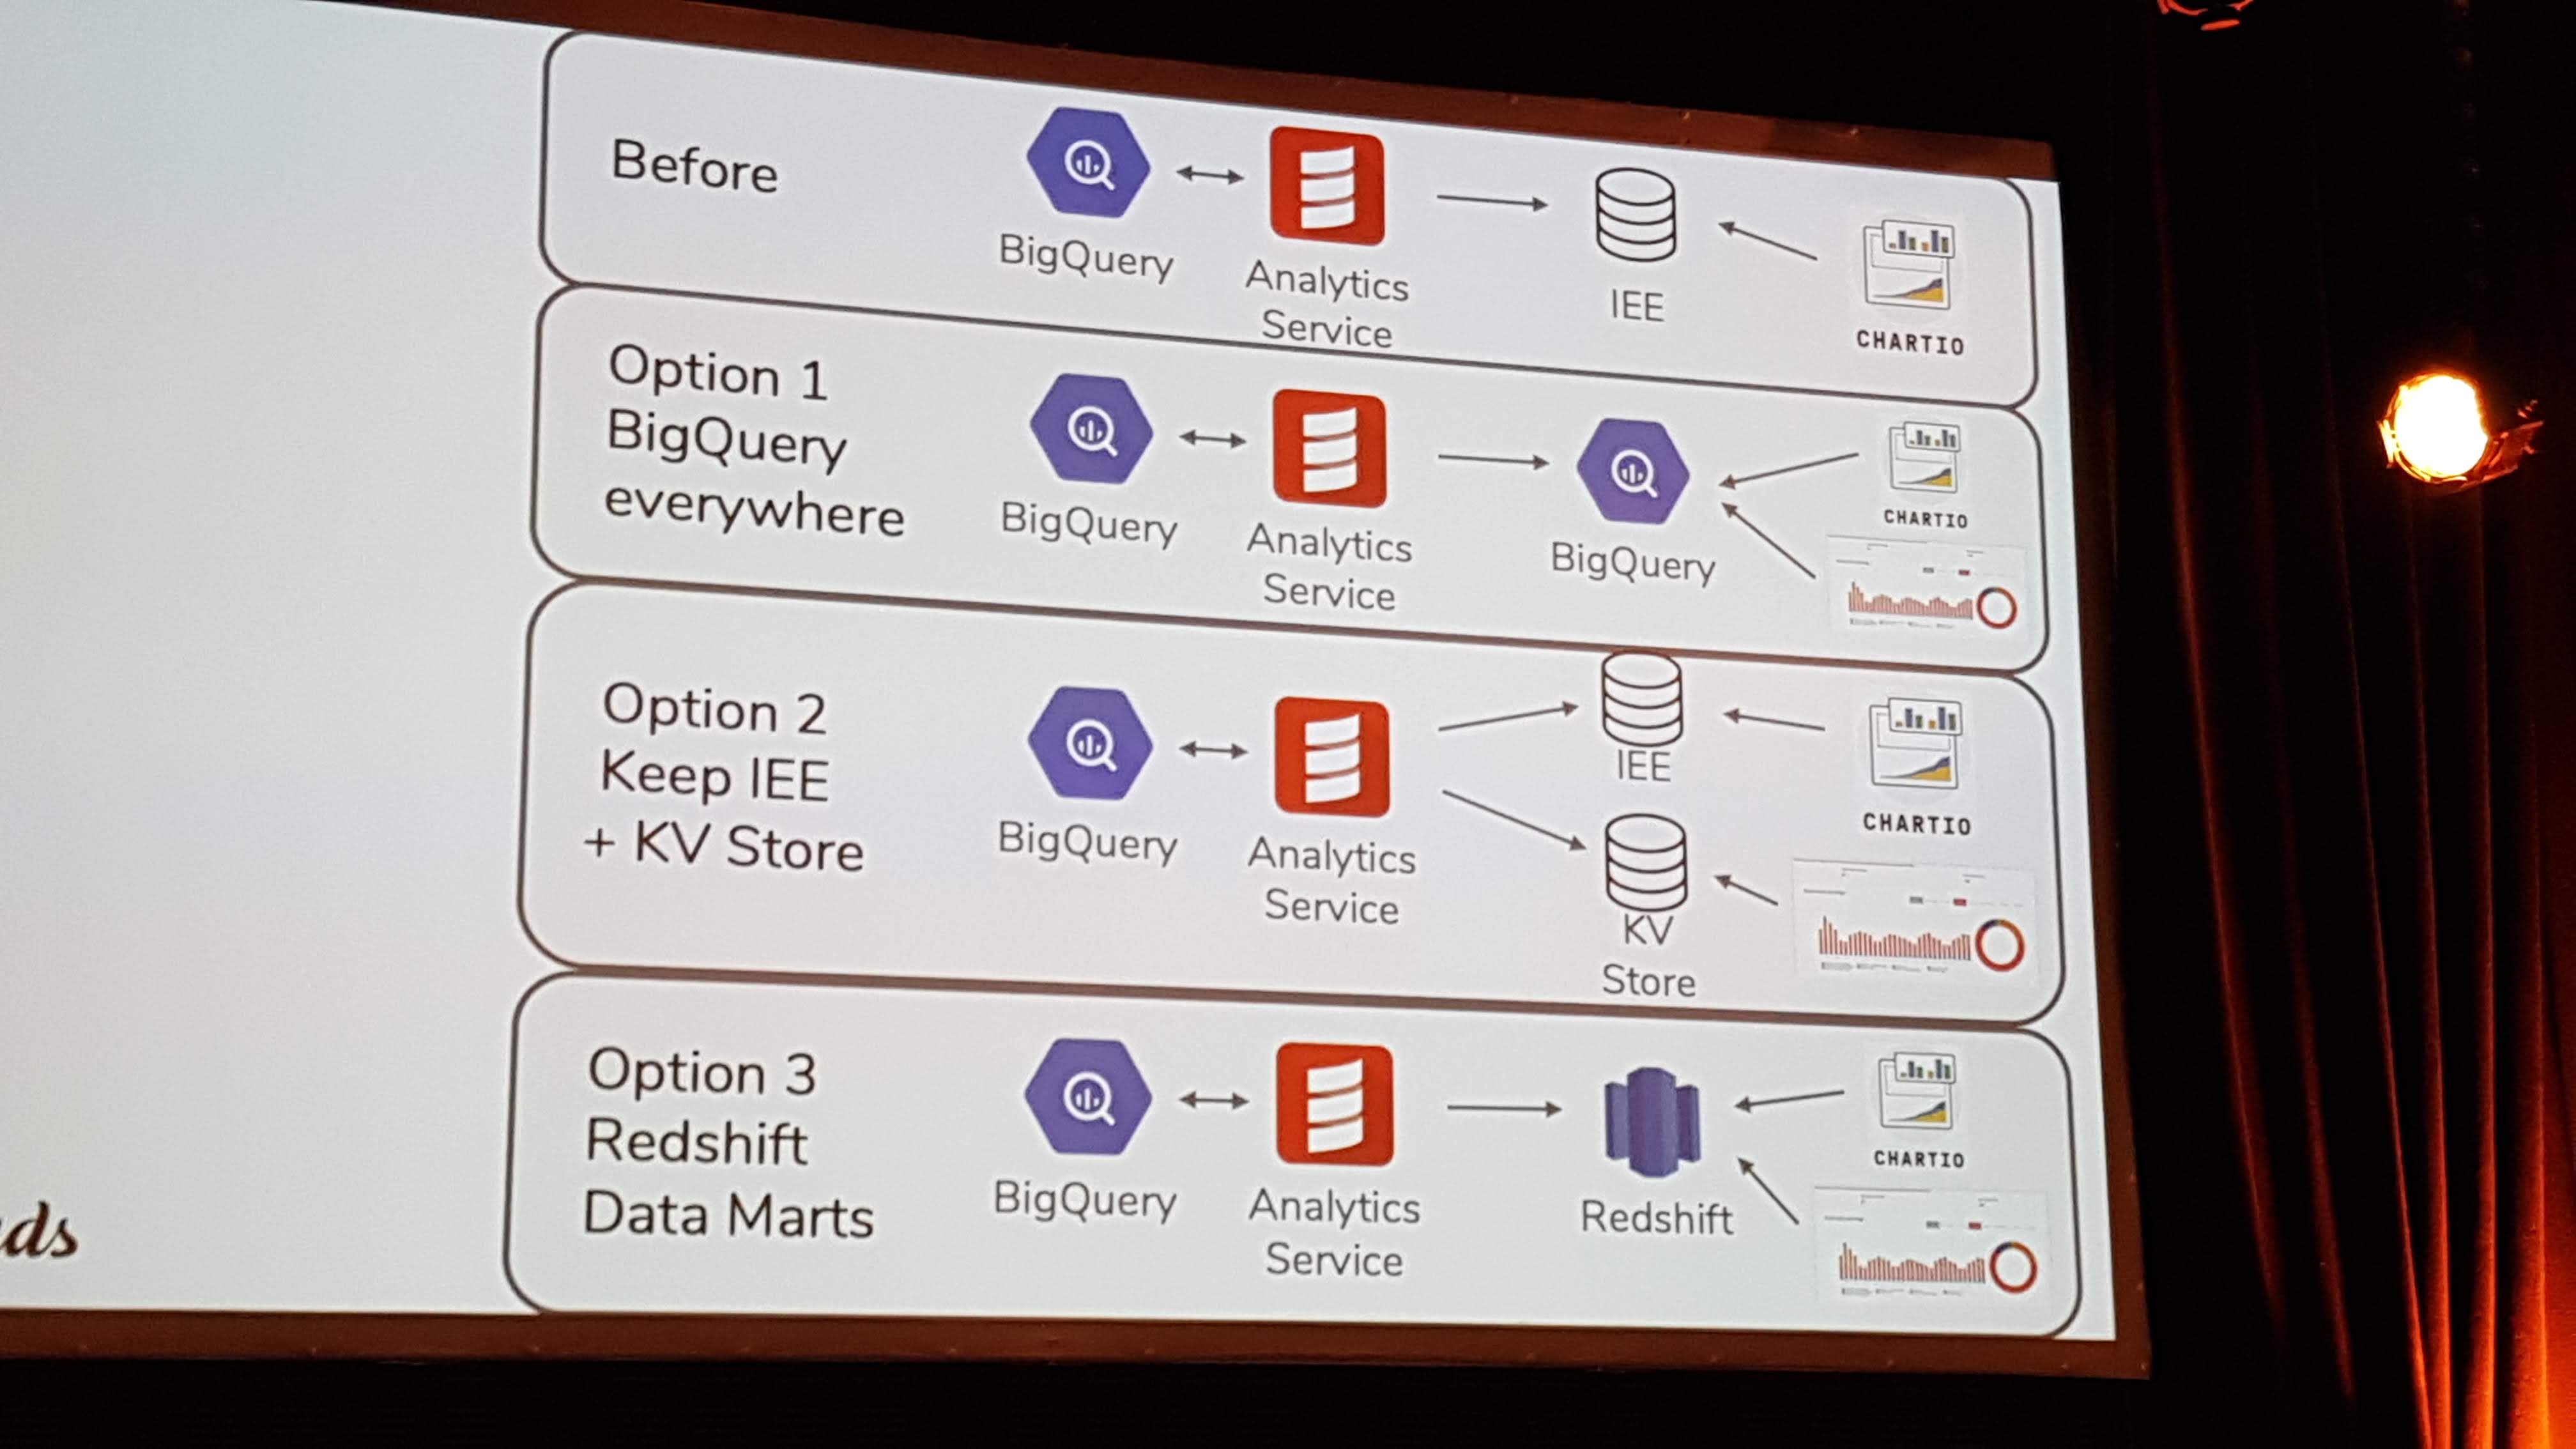 Before
BigQuery
Analytics
Service
IEE
CHARTIO
Option 1
BigQuery
everywhere
BigQuery
Analytics
Service
BigQuery
CHARTIO
Option 2
Keep IEE
+ KV Store
BigQuery
Analytics
Service
IEE
KV
Store
CHARTIO
Option 3
Redshift
Data Marts
BigQuery
Analytics
Service
Redshift
CHARTIO
ds